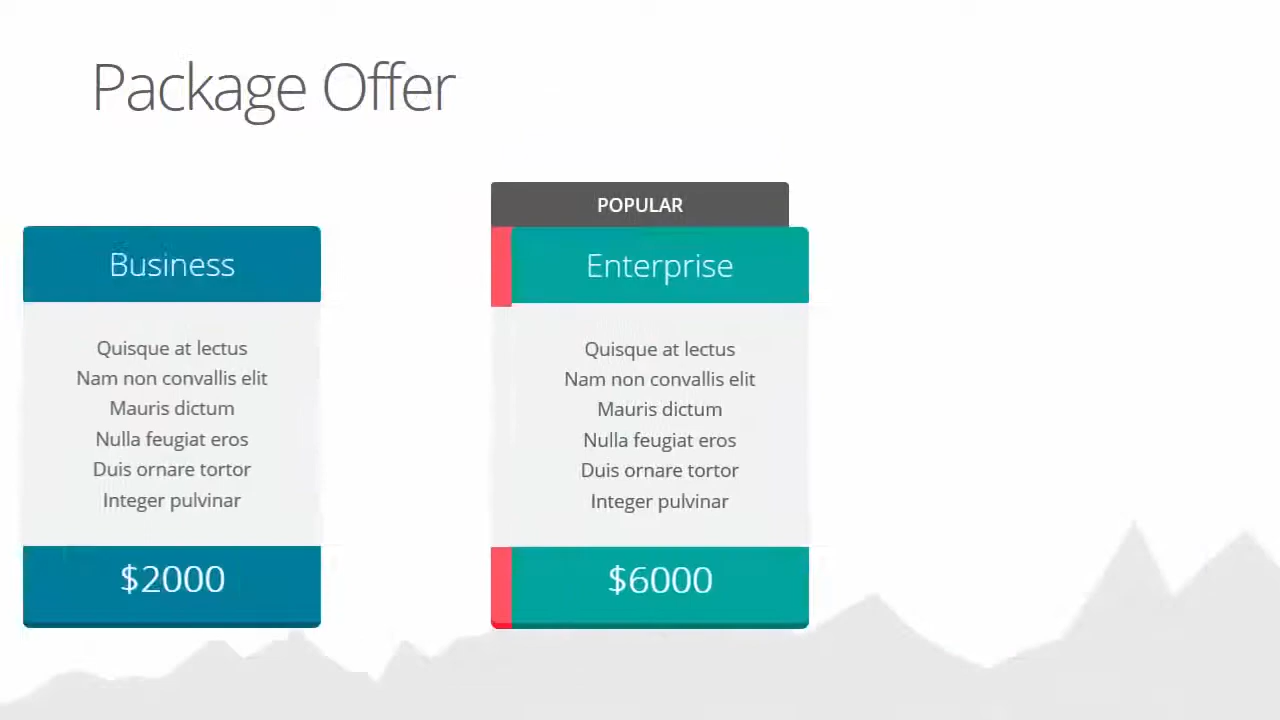 Package Offer
Business
Quisque at lectus
Nam non convallis elit
Mauris dictum
Nulla feugiat eros
Duis ornare tortor
Integer pulvinar
$2000
POPULAR
Enterprise
Quisque at lectus
Nam non convallis elit
Mauris dictum
Nulla feugiat eros
Duis ornare tortor
Integer pulvinar
$6000